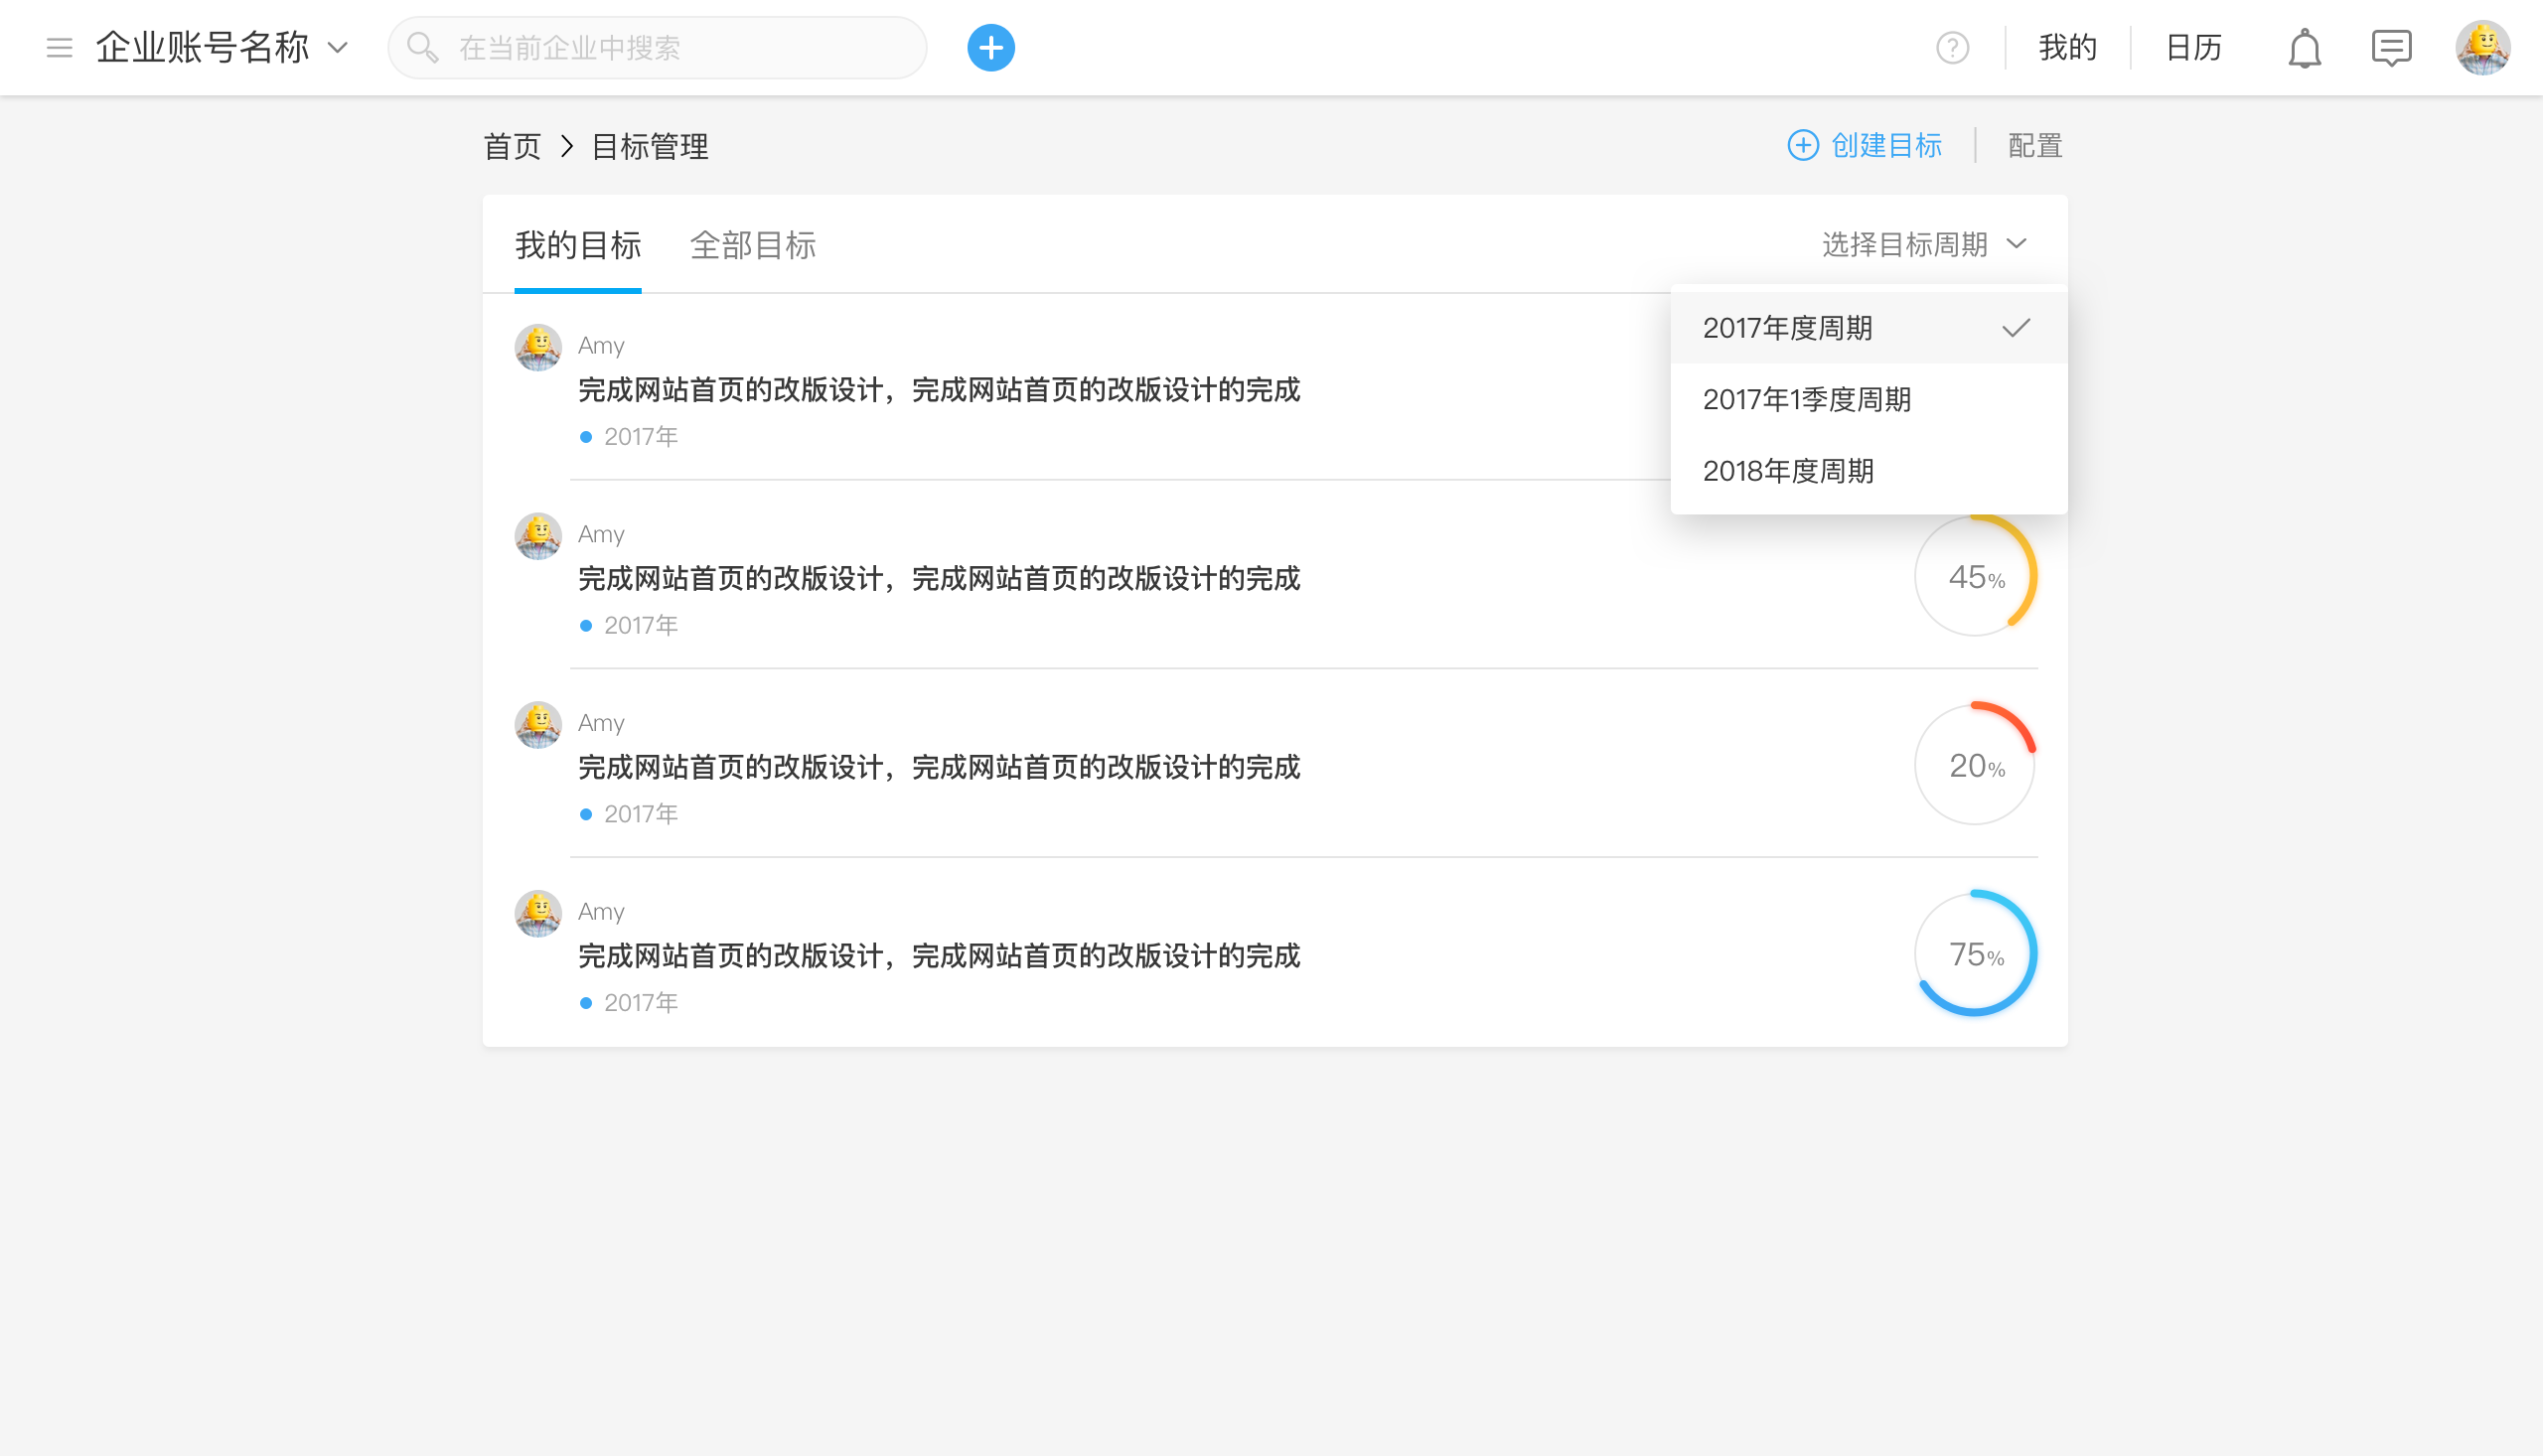 企业账号名称
在当前企业中搜索
我的
日历
首页 > 目标管理
创建目标
配置
我的目标
全部目标
选择目标周期
2017年度周期
2017年1季度周期
2018年度周期
Amy
完成网站首页的改版设计，完成网站首页的改版设计的完成
2017年
Amy
完成网站首页的改版设计，完成网站首页的改版设计的完成
2017年
45%
Amy
完成网站首页的改版设计，完成网站首页的改版设计的完成
2017年
20%
Amy
完成网站首页的改版设计，完成网站首页的改版设计的完成
2017年
75%